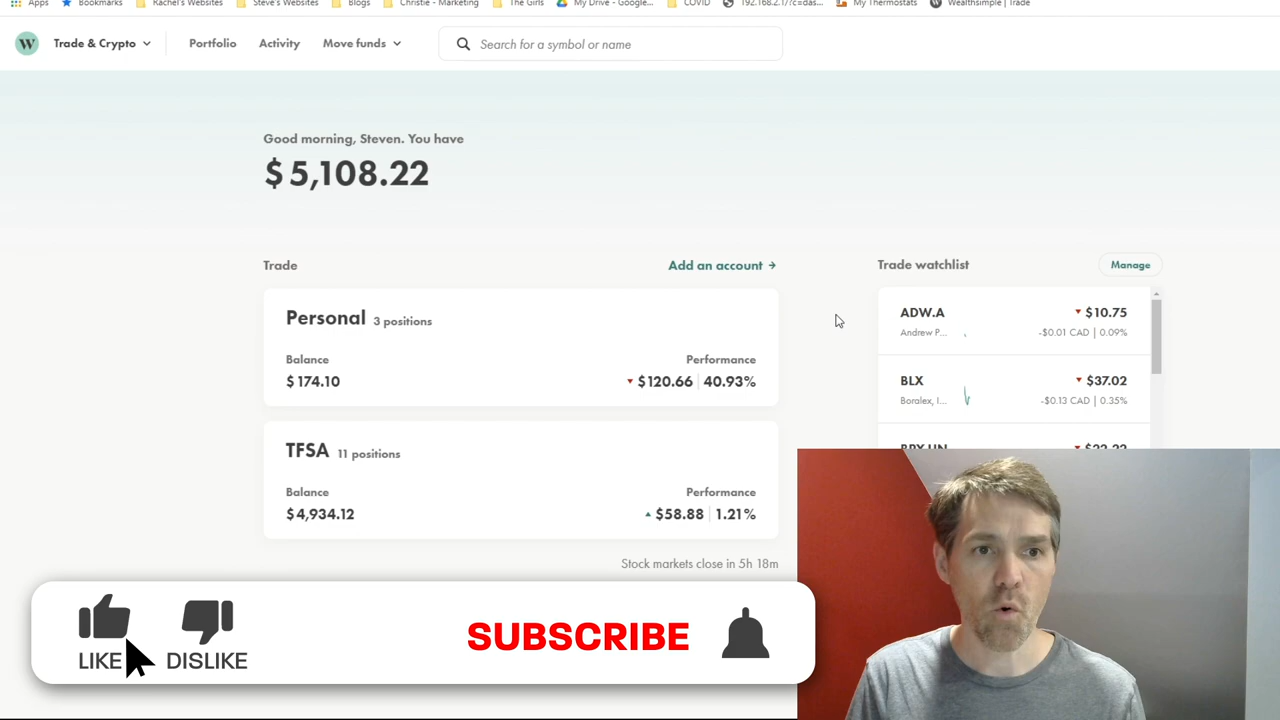 Apps Bookmarks Rachel's Websites Steve's Websites Blogs Christie - Marketing The Girls My Drive - Google... COVID 192.168.2.1/?c=das... My Thermostats Wealthsimple | Trade
W Trade & Crypto Portfolio Activity Move funds Search for a symbol or name
Good morning, Steven. You have
$5,108.22
Trade Add an account →
Personal 3 positions
Balance Performance
$174.10 ▼ $120.66 40.93%
TFSA 11 positions
Balance Performance
$4,934.12 ▲ $58.88 1.21%
Stock markets close in 5h 18m
Trade watchlist Manage
ADW.A ▼ $10.75
Andrew P... -$0.01 CAD | 0.09%
BLX ▼ $37.02
Boralex, I... -$0.13 CAD | 0.35%
LIKE DISLIKE SUBSCRIBE